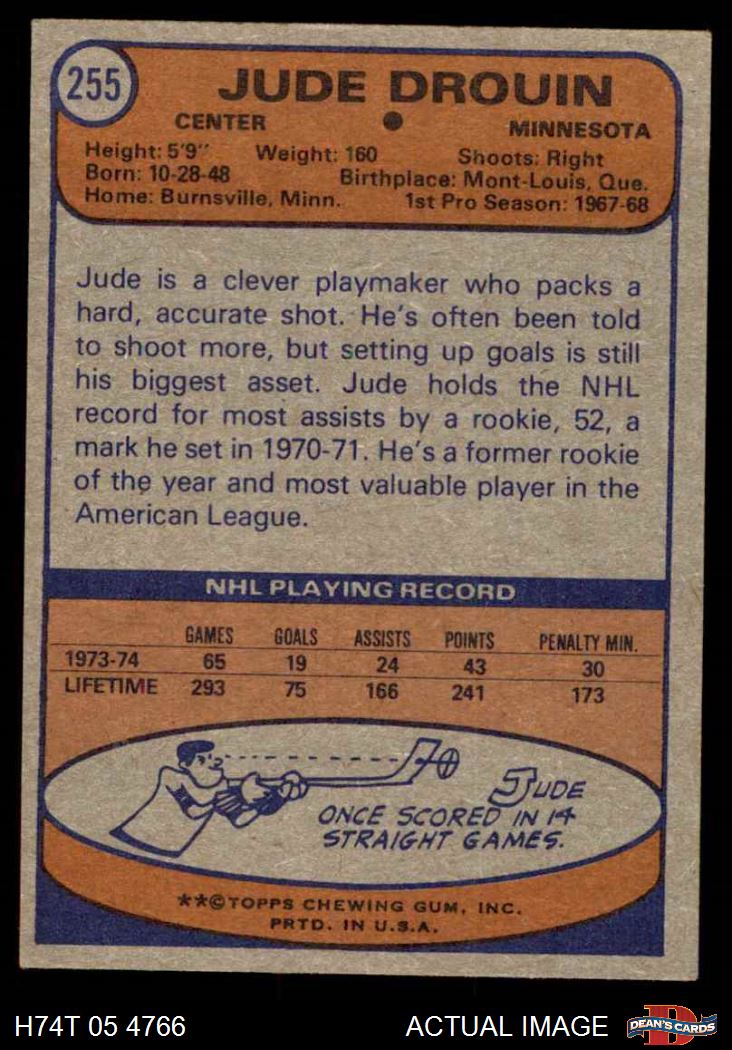 255
JUDE DROUIN
CENTER ● MINNESOTA
Height: 5'9" Weight: 160 Shoots: Right
Born: 10-28-48 Birthplace: Mont-Louis, Que.
Home: Burnsville, Minn. 1st Pro Season: 1967-68
Jude is a clever playmaker who packs a
hard, accurate shot. He's often been told
to shoot more, but setting up goals is still
his biggest asset. Jude holds the NHL
record for most assists by a rookie, 52, a
mark he set in 1970-71. He's a former rookie
of the year and most valuable player in the
American League.
NHL PLAYING RECORD
GAMES GOALS ASSISTS POINTS PENALTY MIN.
1973-74 65 19 24 43 30
LIFETIME 293 75 166 241 173
JUDE
ONCE SCORED IN 14
STRAIGHT GAMES.
**©TOPPS CHEWING GUM, INC.
PRTD. IN U.S.A.
H74T 05 4766 ACTUAL IMAGE D DEAN'S CARDS